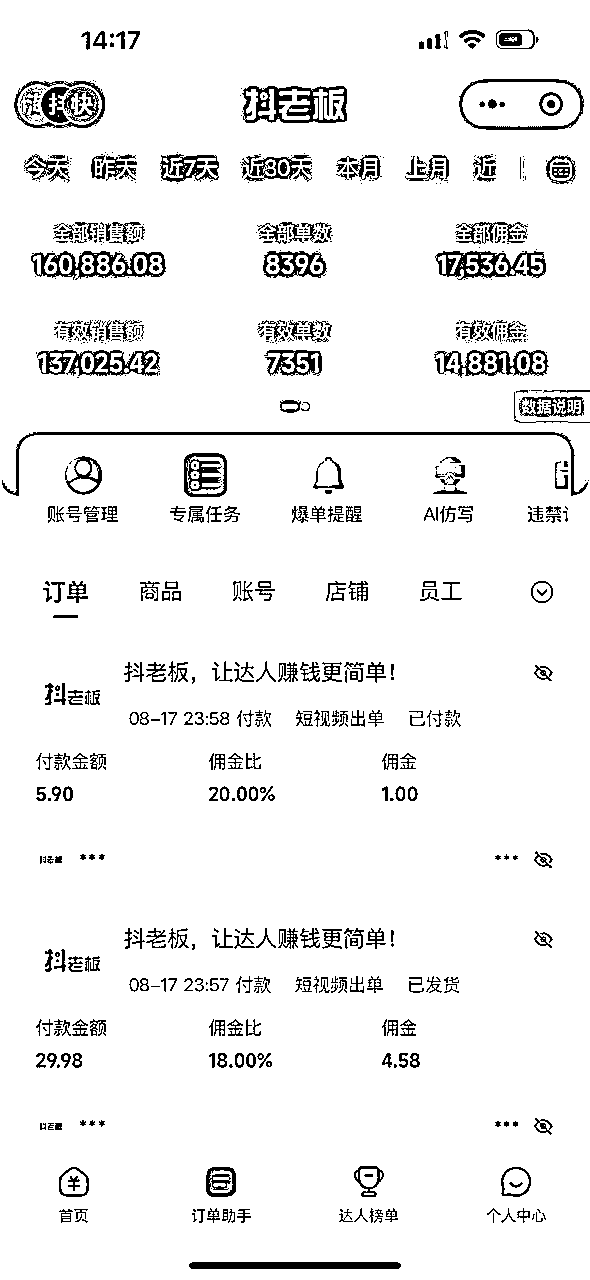 14:17
抖 快
抖老板
今天 昨天 近7天 近30天 本月 上月 近
全部销售额 全部单数 全部佣金
160,886.08 8396 17,536.45
有效销售额 有效单数 有效佣金
137,025.42 7351 14,881.08
数据说明
账号管理 专属任务 爆单提醒 AI仿写 违禁
订单 商品 账号 店铺 员工
抖老板，让达人赚钱更简单！
抖老板
08-17 23:58 付款 短视频出单 已付款
付款金额 佣金比 佣金
5.90 20.00% 1.00
抖老板 *** ***
抖老板，让达人赚钱更简单！
抖老板
08-17 23:57 付款 短视频出单 已发货
付款金额 佣金比 佣金
29.98 18.00% 4.58
抖老板 *** ***
首页 订单助手 达人榜单 个人中心